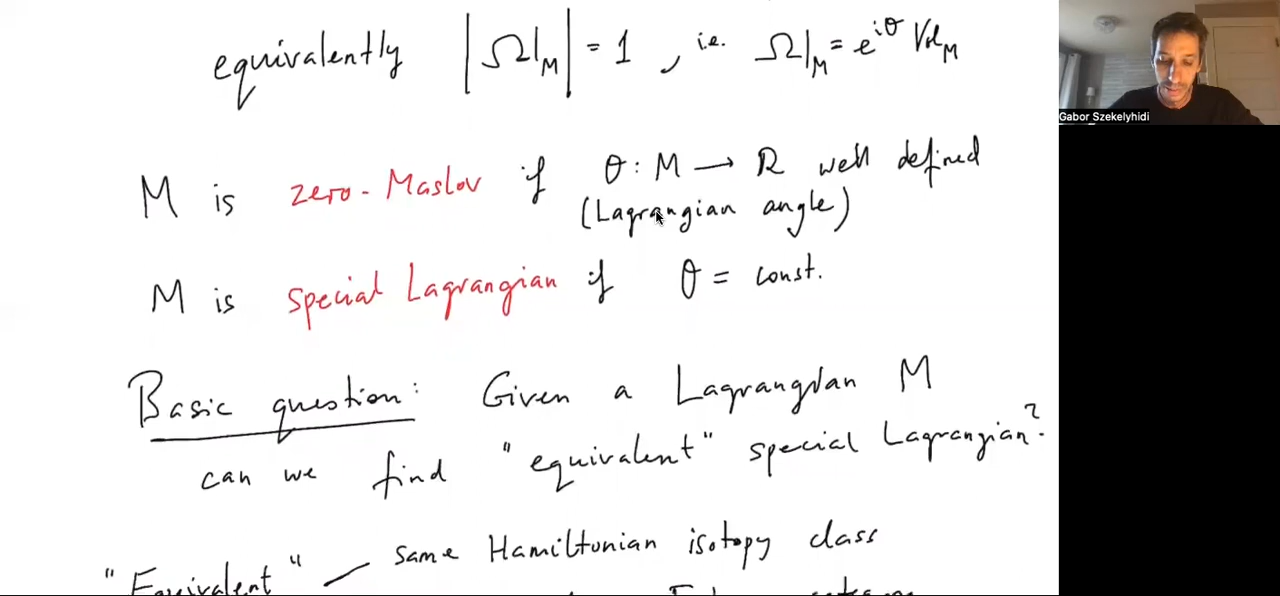 equivalently |Ω|_M| = 1, i.e. Ω|_M = e^{iθ} Vol_M
Gabor Szekelyhidi
M is zero-Maslov if θ: M → R well defined
(Lagrangian angle)
M is special Lagrangian if θ = const.
Basic question: Given a Lagrangian M
can we find "equivalent" special Lagrangian?
"Equivalent" — same Hamiltonian isotopy class